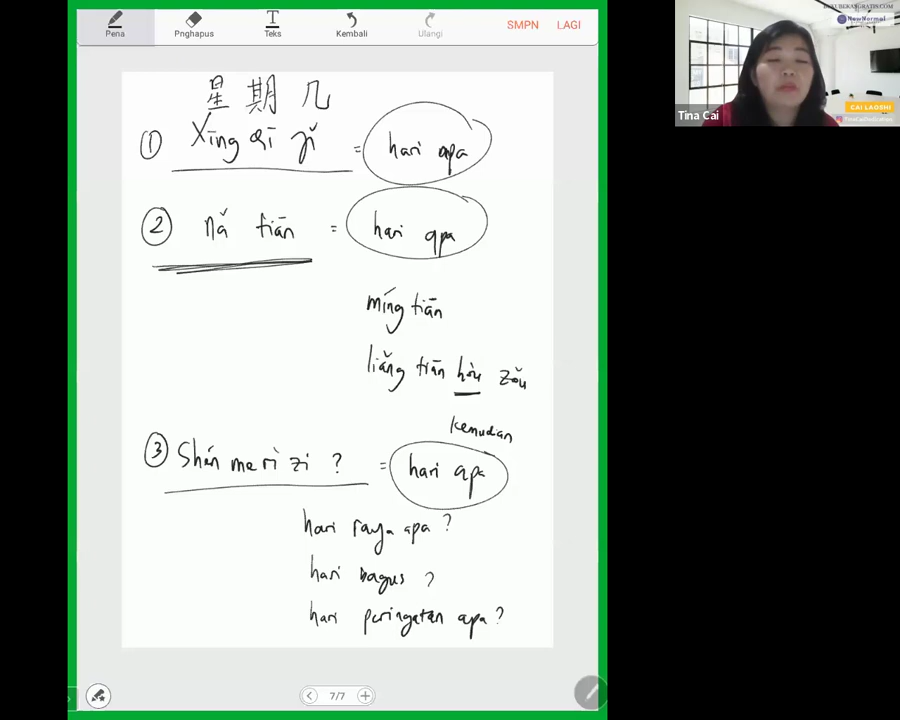 Pena Pnghapus Teks Kembali Ulangi SMPN LAGI
星期几
① Xīng qī jǐ = hari apa
② nǎ tiān = hari apa
míng tiān
liǎng tiān hòu zǒu
kemudian
③ Shén me rì zi ? = hari apa
hari raya apa ?
hari bagus ?
hari peringatan apa ?
7/7
NewNormal
CAI LAOSHI
Tina Cai